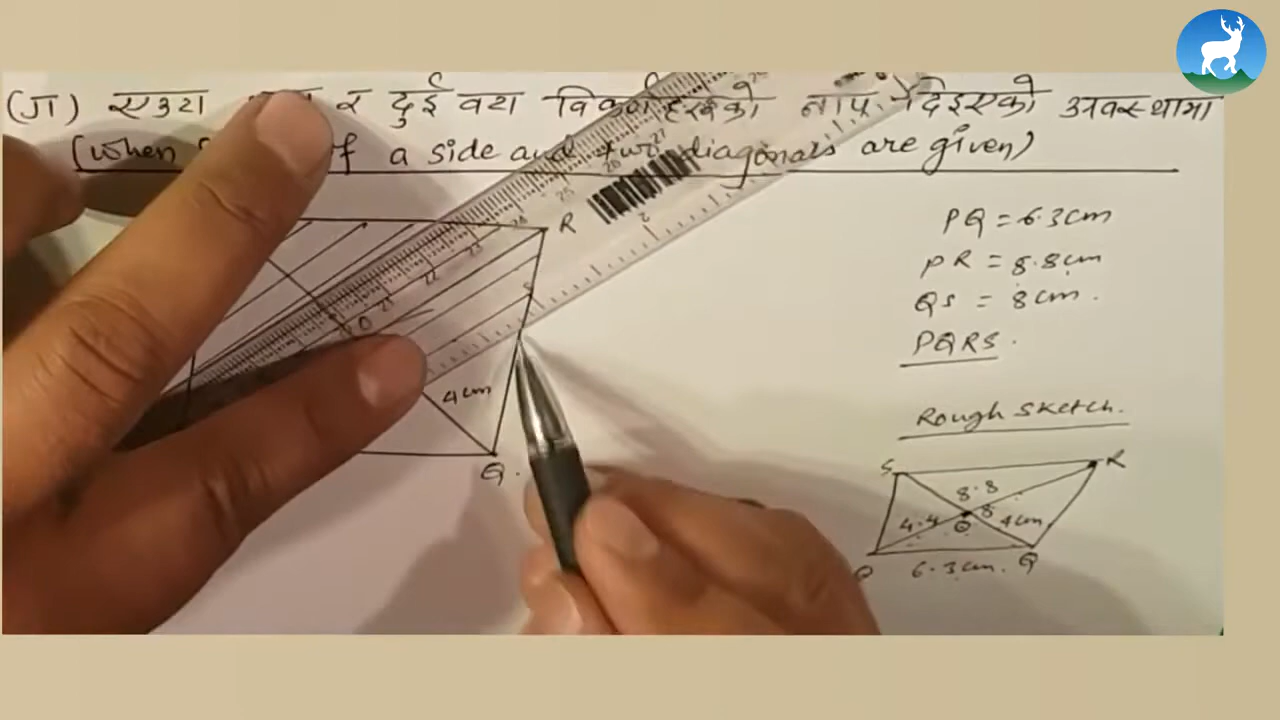 (ग) एउटा र दुई वटा विकर्णहरुको नाप दिइएको अवस्थामा
(when of a side and two diagonals are given)
PQ = 6.3cm
PR = 8.8cm
QS = 8cm.
PQRS.
Rough Sketch.
R
O
4cm
Q.
S R
8.8
4.4 O 8 4cm
P 6.3cm. Q